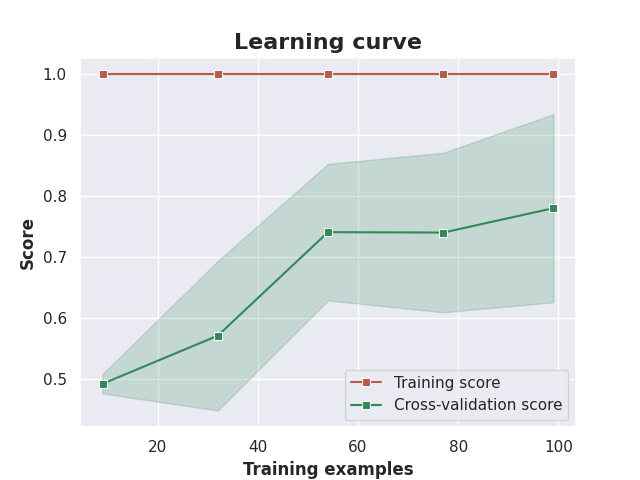 Learning curve
1.0
0.9
0.8
0.7
0.6
0.5
Score
Training score
Cross-validation score
20 40 60 80 100
Training examples